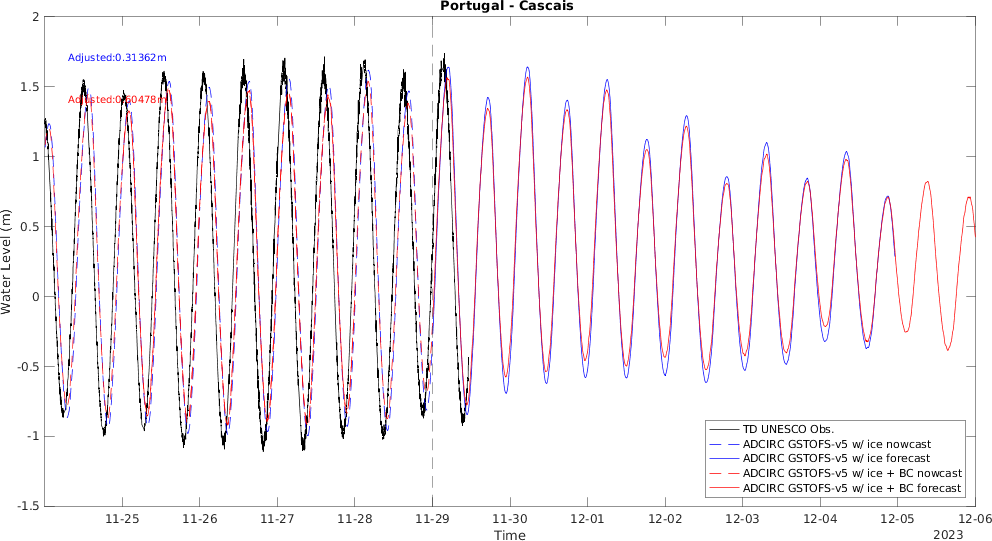 Portugal - Cascais
Adjusted:0.31362m
Adjusted:0.60478m
Water Level (m)
2
1.5
1
0.5
0
-0.5
-1
-1.5
11-25
11-26
11-27
11-28
11-29
11-30
12-01
12-02
12-03
12-04
12-05
12-06
Time
2023
TD UNESCO Obs.
ADCIRC GSTOFS-v5 w/ ice nowcast
ADCIRC GSTOFS-v5 w/ ice forecast
ADCIRC GSTOFS-v5 w/ ice + BC nowcast
ADCIRC GSTOFS-v5 w/ ice + BC forecast